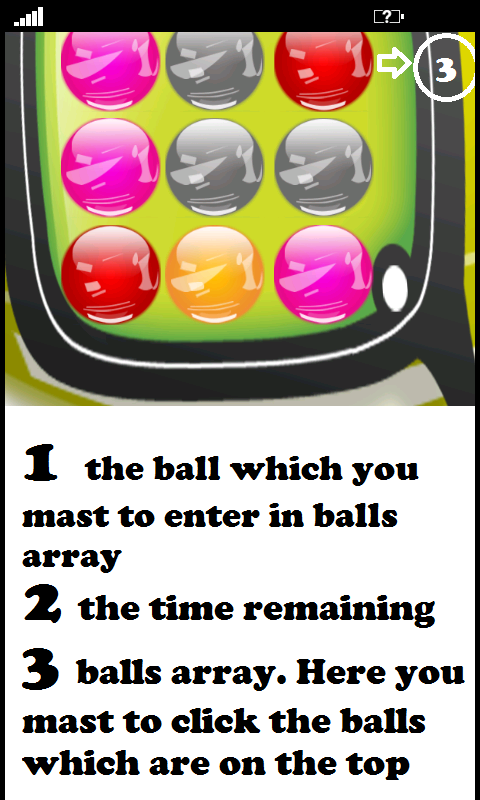 ?
3
1 the ball which you
mast to enter in balls
array
2 the time remaining
3 balls array. Here you
mast to click the balls
which are on the top